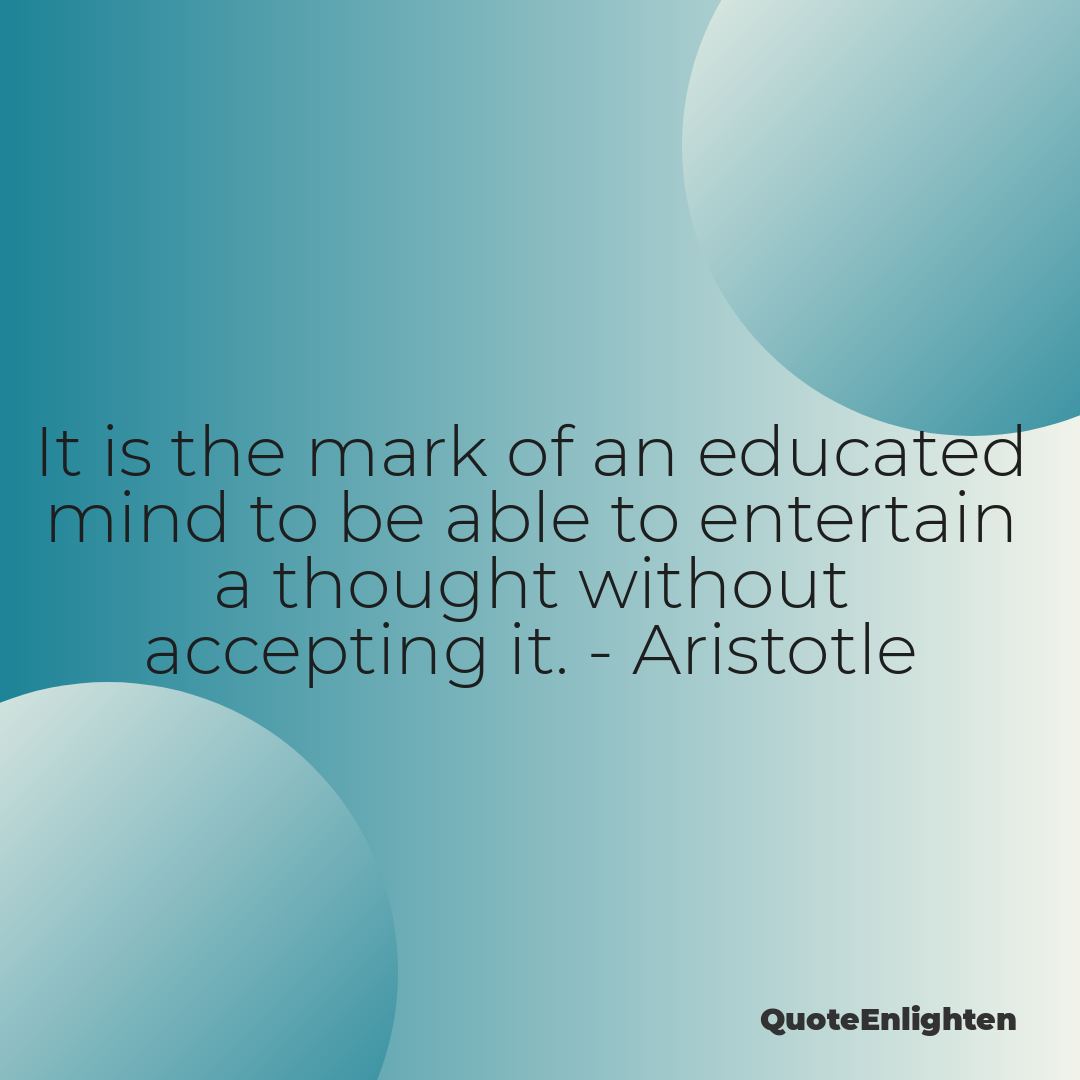 It is the mark of an educated
mind to be able to entertain
a thought without
accepting it. - Aristotle
QuoteEnlighten